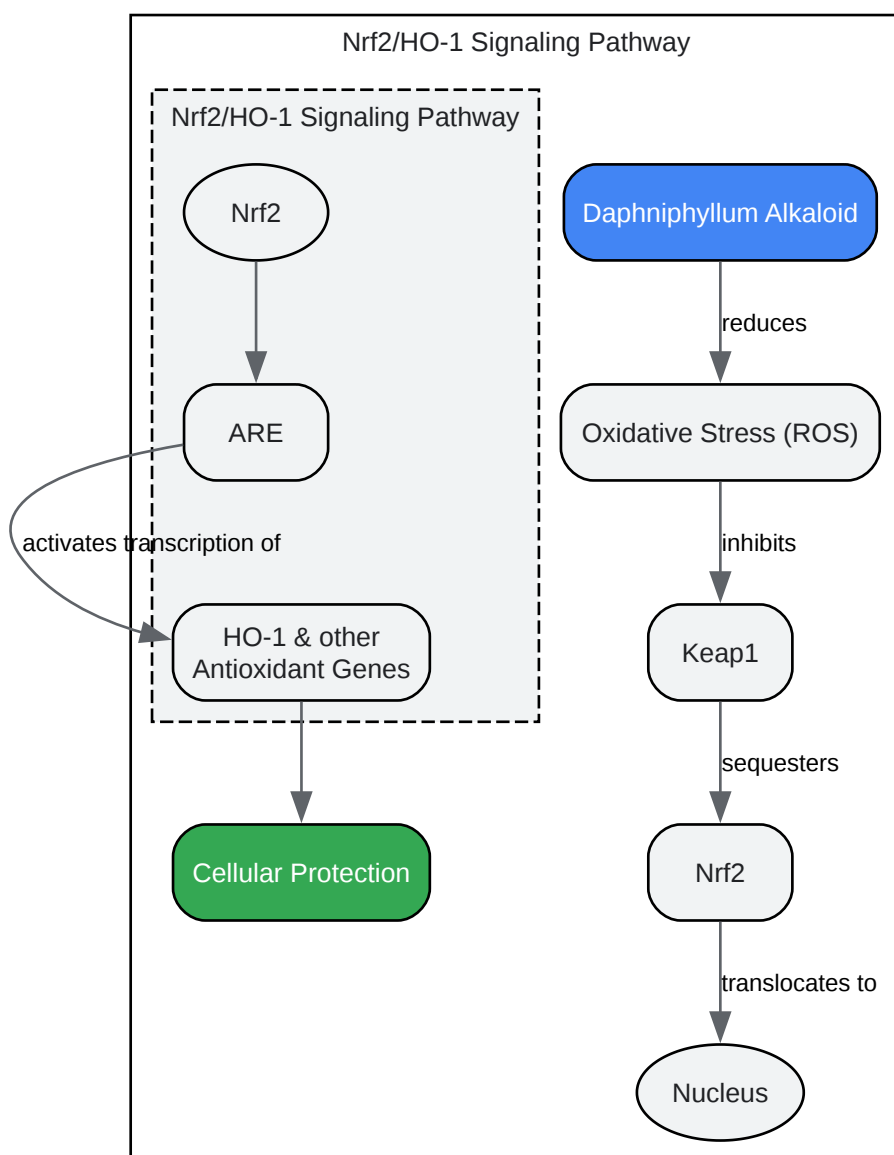 Nrf2/HO-1 Signaling Pathway
Nrf2/HO-1 Signaling Pathway
Nrf2
ARE
activates transcription of
HO-1 & other
Antioxidant Genes
Cellular Protection
Daphniphyllum Alkaloid
reduces
Oxidative Stress (ROS)
inhibits
Keap1
sequesters
Nrf2
translocates to
Nucleus